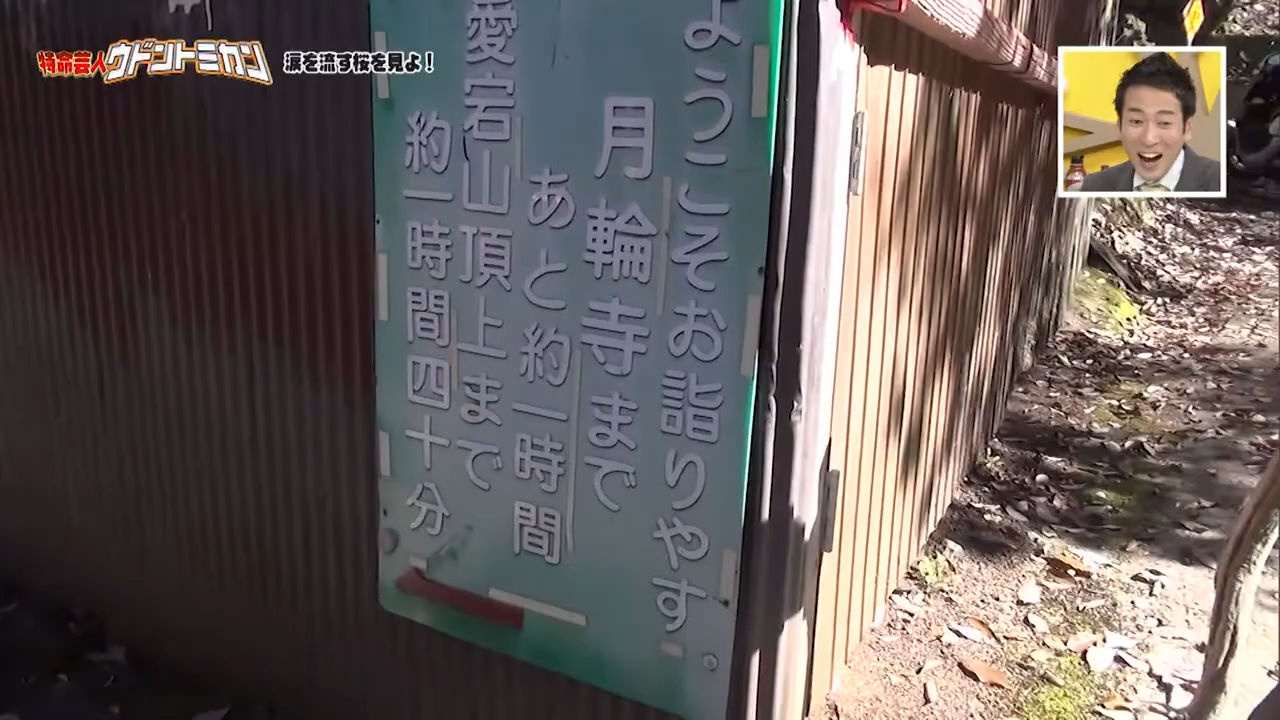 特命芸人ウドントミカン
涙を流す桜を見よ！
ようこそお詣りやす。
月輪寺まで
あと約一時間
愛宕山頂上まで
約一時間四十分